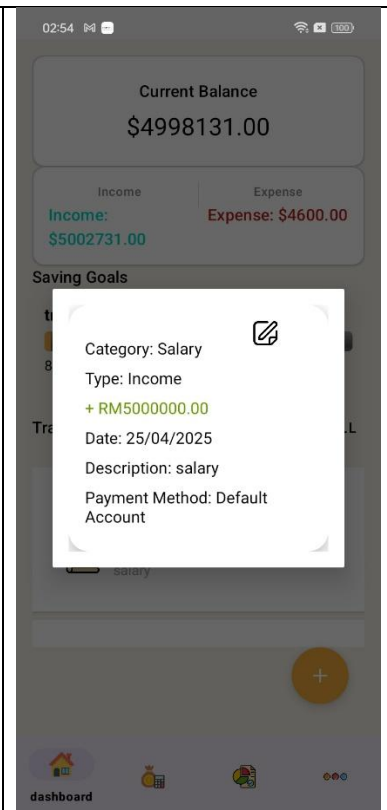 02:54
100
Current Balance
$4998131.00
Income
Expense
Income:
$5002731.00
Expense: $4600.00
Saving Goals
Category: Salary
Type: Income
+ RM5000000.00
Date: 25/04/2025
Description: salary
Payment Method: Default
Account
salary
dashboard